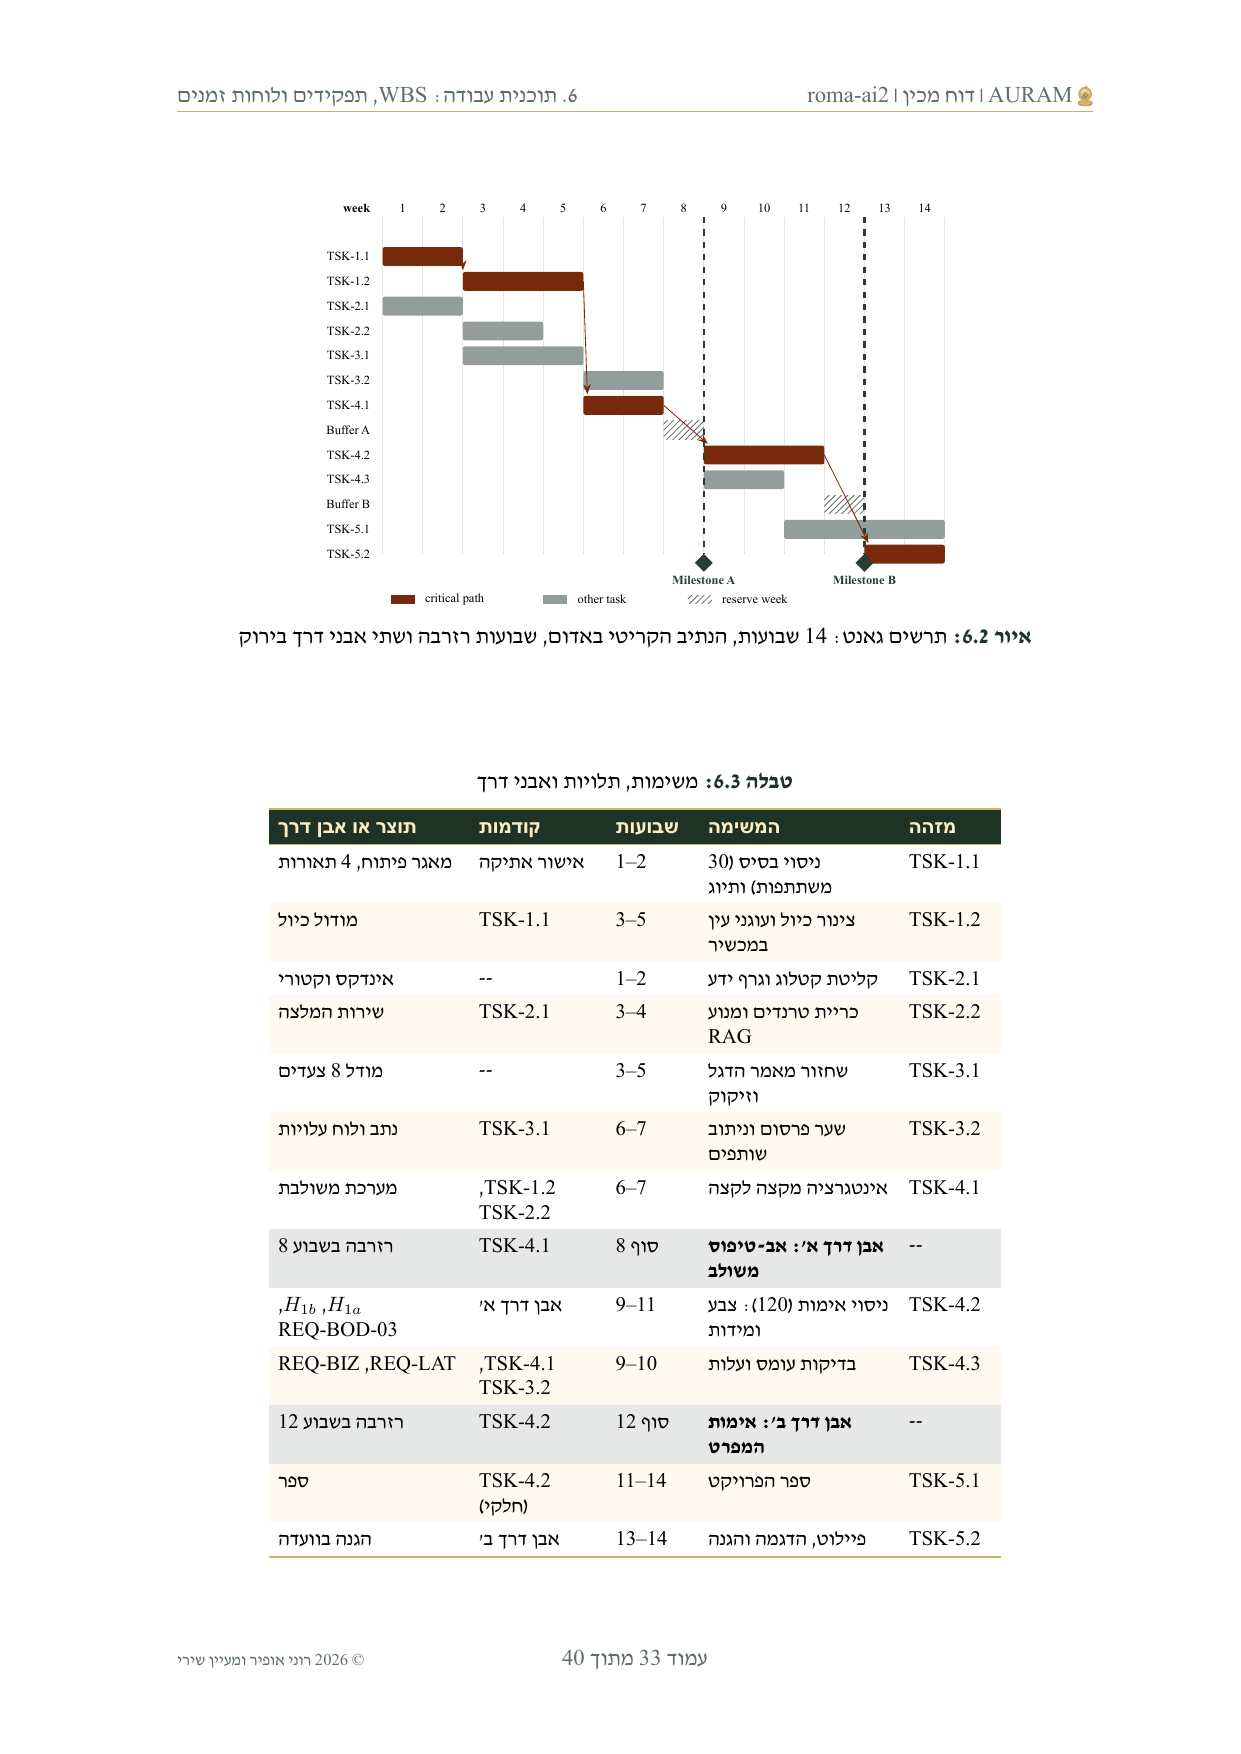 AURAM | דוח מכין | roma-ai2
6. תוכנית עבודה: WBS, תפקידים ולוחות זמנים
week 1 2 3 4 5 6 7 8 9 10 11 12 13 14
TSK-1.1
TSK-1.2
TSK-2.1
TSK-2.2
TSK-3.1
TSK-3.2
TSK-4.1
Buffer A
TSK-4.2
TSK-4.3
Buffer B
TSK-5.1
TSK-5.2
Milestone A Milestone B
critical path other task reserve week
איור 6.2: תרשים גאנט: 14 שבועות, הנתיב הקריטי באדום, שבועות רזרבה ושתי אבני דרך בירוק
טבלה 6.3: משימות, תלויות ואבני דרך
מזהה המשימה שבועות קודמות תוצר או אבן דרך
TSK-1.1 ניסוי בסיס (30 1–2 אישור אתיקה מאגר פיתוח, 4 תאורות
משתתפות) ותיוג
TSK-1.2 צינור כיול ועוגני עין 3–5 TSK-1.1 מודול כיול
במכשיר
TSK-2.1 קליטת קטלוג וגרף ידע 1–2 -- אינדקס וקטורי
TSK-2.2 כריית טרנדים ומנוע 3–4 TSK-2.1 שירות המלצה
RAG
TSK-3.1 שחזור מאמר הדגל 3–5 -- מודל 8 צעדים
וזיקוק
TSK-3.2 שער פרסום וניתוב 6–7 TSK-3.1 נתב ולוח עלויות
שותפים
TSK-4.1 אינטגרציה מקצה לקצה 6–7 TSK-1.2, מערכת משולבת
TSK-2.2
-- אבן דרך א׳: אב-טיפוס סוף 8 TSK-4.1 רזרבה בשבוע 8
משולב
TSK-4.2 ניסוי אימות (120): צבע 9–11 אבן דרך א׳ H1a, H1b,
ומידות REQ-BOD-03
TSK-4.3 בדיקות עומס ועלות 9–10 TSK-4.1, REQ-LAT, REQ-BIZ
TSK-3.2
-- אבן דרך ב׳: אימות סוף 12 TSK-4.2 רזרבה בשבוע 12
המפרט
TSK-5.1 ספר הפרויקט 11–14 TSK-4.2 ספר
(חלקי)
TSK-5.2 פיילוט, הדגמה והגנה 13–14 אבן דרך ב׳ הגנה בוועדה
עמוד 33 מתוך 40
© 2026 רוני אופיר ומעיין שירי